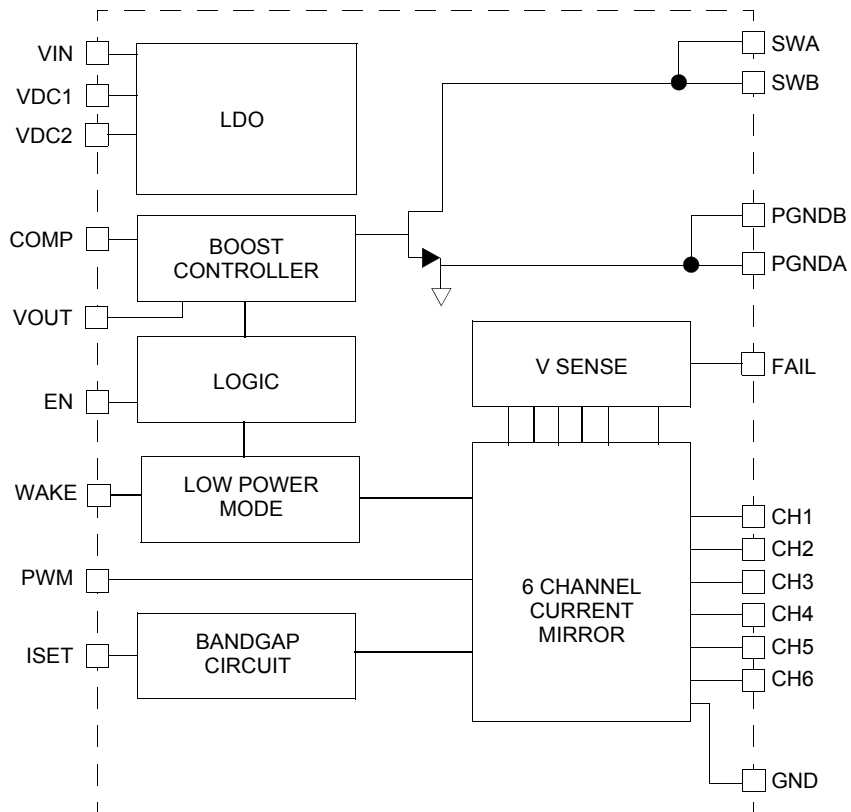 VIN
VDC1
VDC2
LDO
SWA
SWB
COMP
BOOST
CONTROLLER
PGNDB
PGNDA
VOUT
EN
LOGIC
V SENSE
FAIL
WAKE
LOW POWER
MODE
PWM
6 CHANNEL
CURRENT
MIRROR
CH1
CH2
CH3
CH4
CH5
CH6
ISET
BANDGAP
CIRCUIT
GND